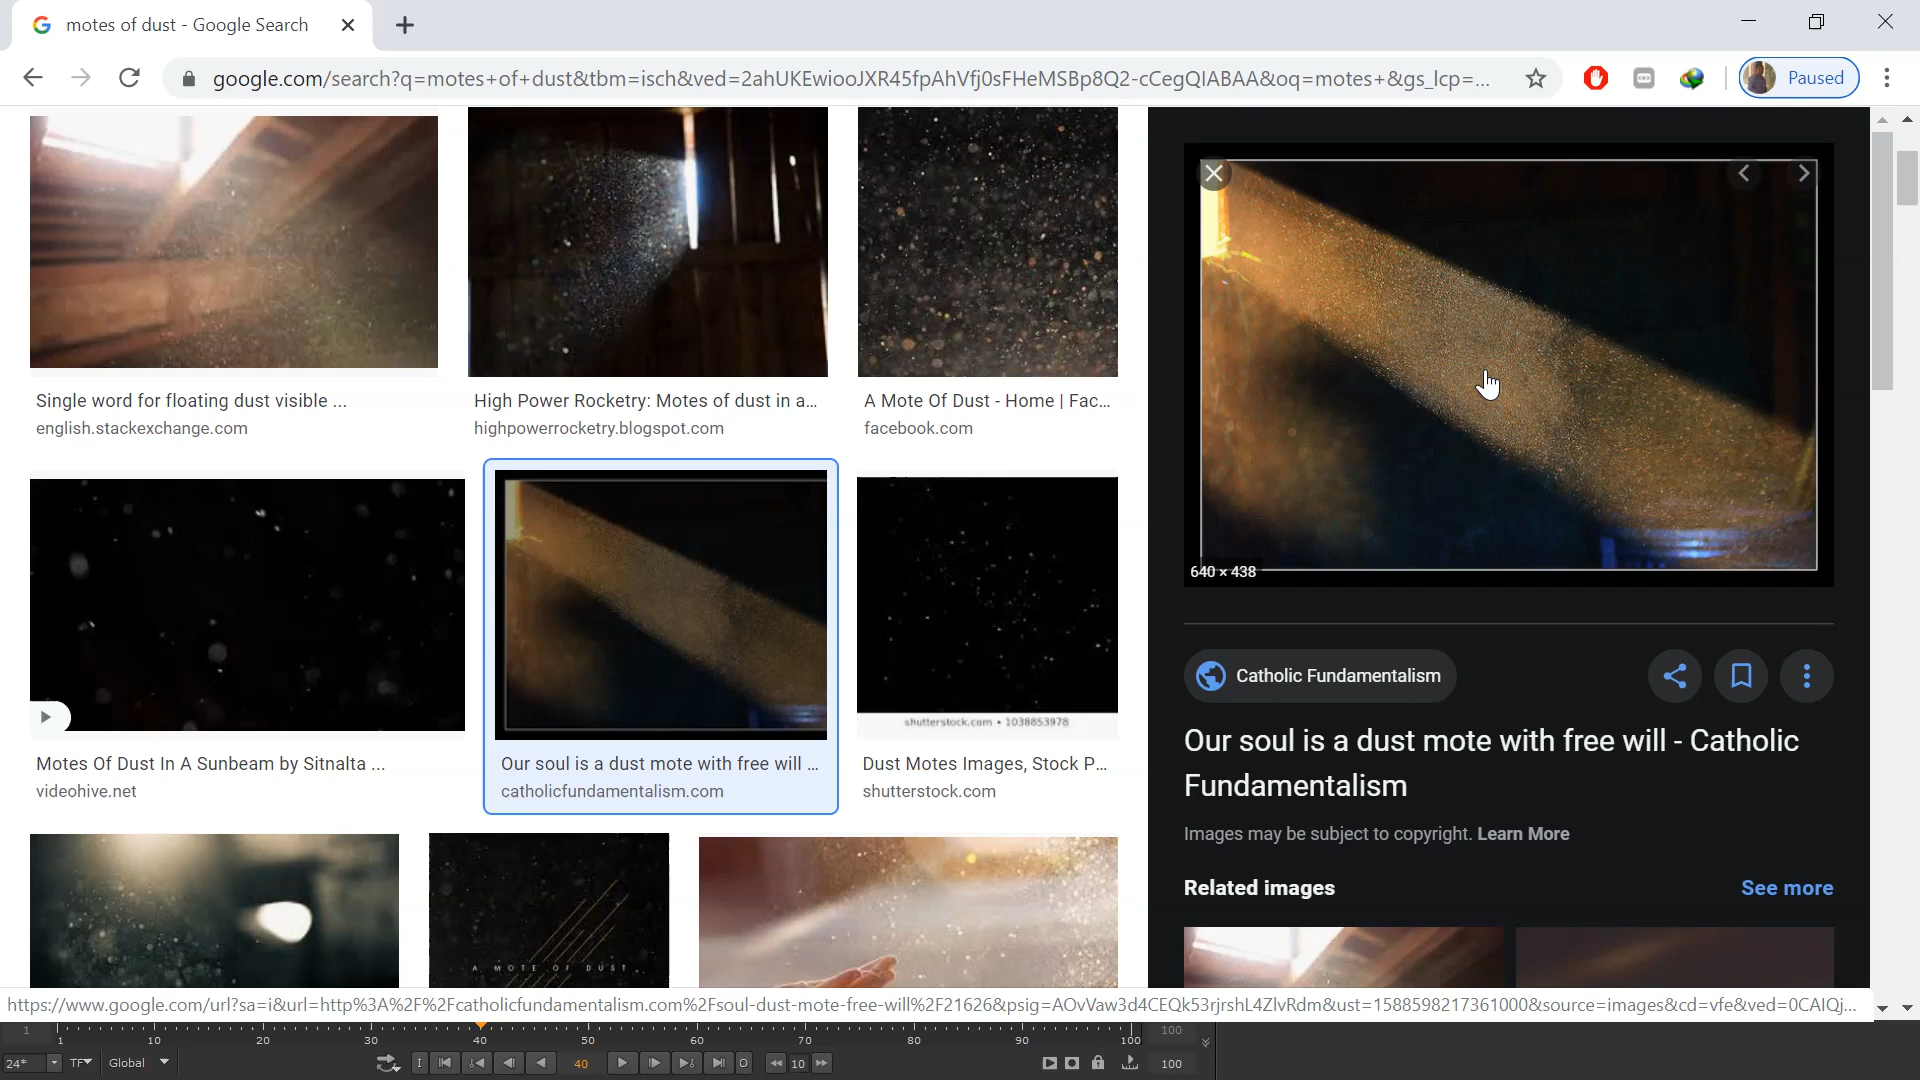 motes of dust - Google Search
google.com/search?q=motes+of+dust&tbm=isch&ved=2ahUKEwiooJXR45fpAhVfj0sFHeMSBp8Q2-cCegQIABAA&oq=motes+&gs_lcp=...
Paused
Single word for floating dust visible ...
english.stackexchange.com
High Power Rocketry: Motes of dust in a...
highpowerrocketry.blogspot.com
A Mote Of Dust - Home | Fac...
facebook.com
640 × 438
shutterstock.com • 1038853978
Motes Of Dust In A Sunbeam by Sitnalta ...
videohive.net
Our soul is a dust mote with free will ...
catholicfundamentalism.com
Dust Motes Images, Stock P...
shutterstock.com
A MOTE OF DUST
Catholic Fundamentalism
Our soul is a dust mote with free will - Catholic
Fundamentalism
Images may be subject to copyright. Learn More
Related images See more
https://www.google.com/url?sa=i&url=http%3A%2F%2Fcatholicfundamentalism.com%2Fsoul-dust-mote-free-will%2F21626&psig=AOvVaw3d4CEQk53rjrshL4ZlvRdm&ust=1588598217361000&source=images&cd=vfe&ved=0CAIQj...
1 1 10 20 30 40 50 60 70 80 90 100 100
24* TF Global I 40 O 10 100